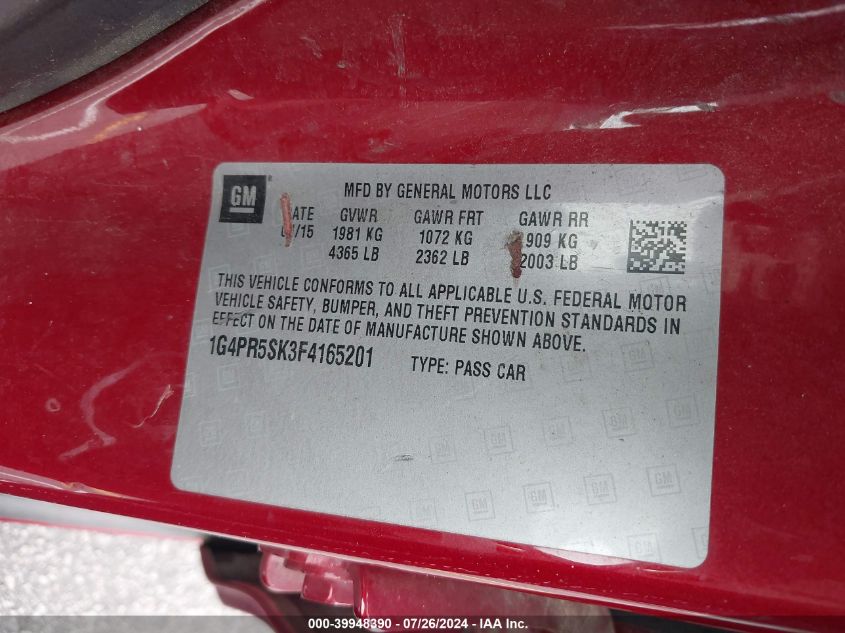 GM
MFD BY GENERAL MOTORS LLC
GVWR GAWR FRT GAWR RR
/15 1981 KG 1072 KG 909 KG
4365 LB 2362 LB 2003 LB
THIS VEHICLE CONFORMS TO ALL APPLICABLE U.S. FEDERAL MOTOR
VEHICLE SAFETY, BUMPER, AND THEFT PREVENTION STANDARDS IN
EFFECT ON THE DATE OF MANUFACTURE SHOWN ABOVE.
1G4PR5SK3F4165201 TYPE: PASS CAR
000-39948390 - 07/26/2024 - IAA Inc.